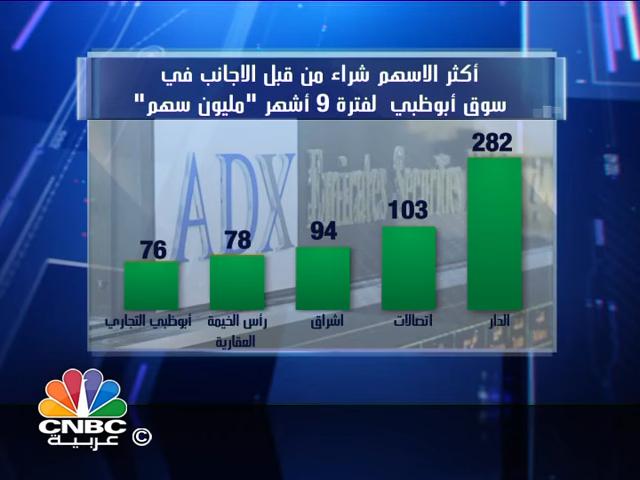 أكثر الاسهم شراء من قبل الاجانب في
سوق أبوظبي لفترة 9 أشهر "مليون سهم"
282
103
94
78
76
ADX
Emirates Securities
الدار
اتصالات
اشراق
رأس الخيمة
العقارية
أبوظبي التجاري
CNBC
عربية ©